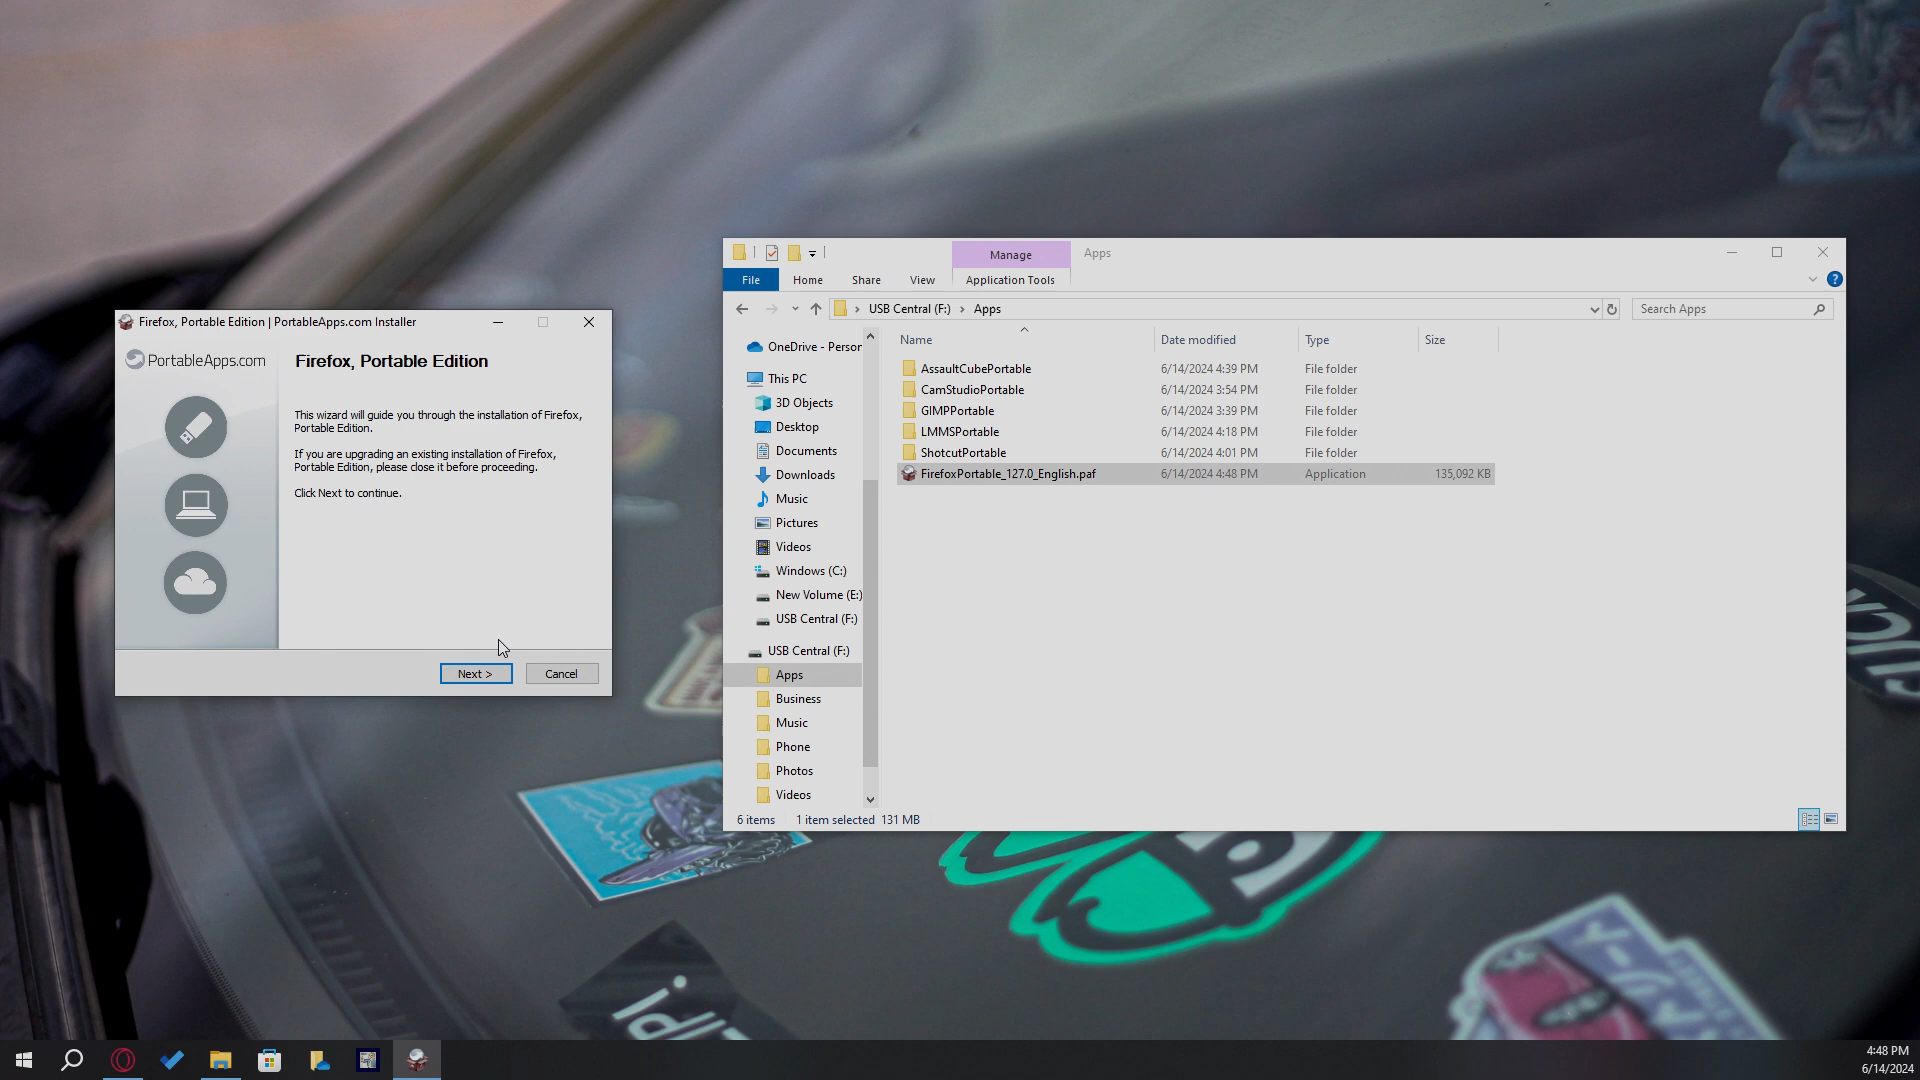 Firefox, Portable Edition | PortableApps.com Installer
PortableApps.com
Firefox, Portable Edition
This wizard will guide you through the installation of Firefox,
Portable Edition.
If you are upgrading an existing installation of Firefox,
Portable Edition, please close it before proceeding.
Click Next to continue.
Next >
Cancel
Manage
Apps
File
Home
Share
View
Application Tools
USB Central (F:) > Apps
Search Apps
OneDrive - Person
This PC
3D Objects
Desktop
Documents
Downloads
Music
Pictures
Videos
Windows (C:)
New Volume (E:)
USB Central (F:)
USB Central (F:)
Apps
Business
Music
Phone
Photos
Videos
Name Date modified Type Size
AssaultCubePortable 6/14/2024 4:39 PM File folder
CamStudioPortable 6/14/2024 3:54 PM File folder
GIMPPortable 6/14/2024 3:39 PM File folder
LMMSPortable 6/14/2024 4:18 PM File folder
ShotcutPortable 6/14/2024 4:01 PM File folder
FirefoxPortable_127.0_English.paf 6/14/2024 4:48 PM Application 135,092 KB
6 items 1 item selected 131 MB
4:48 PM
6/14/2024